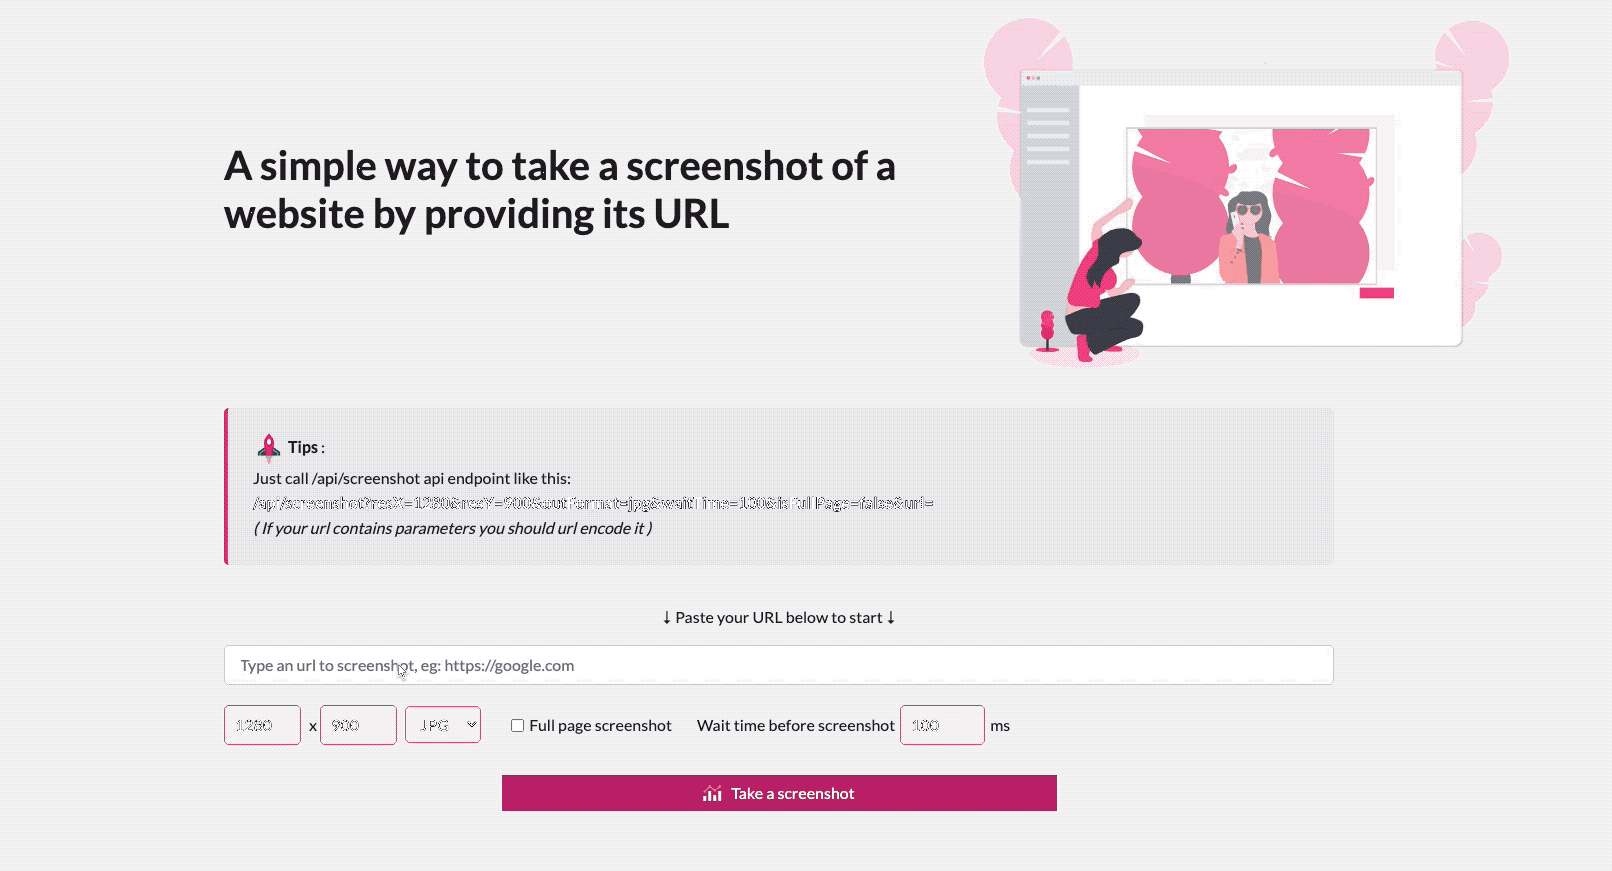 A simple way to take a screenshot of a
website by providing its URL
Tips :
Just call /api/screenshot api endpoint like this:
/api/screenshot?resX=1280&resY=900&outFormat=jpg&waitTime=100&isFullPage=false&url=
( If your url contains parameters you should url encode it )
↓ Paste your URL below to start ↓
Type an url to screenshot, eg: https://google.com
1280 x 900 JPG Full page screenshot Wait time before screenshot 100 ms
Take a screenshot